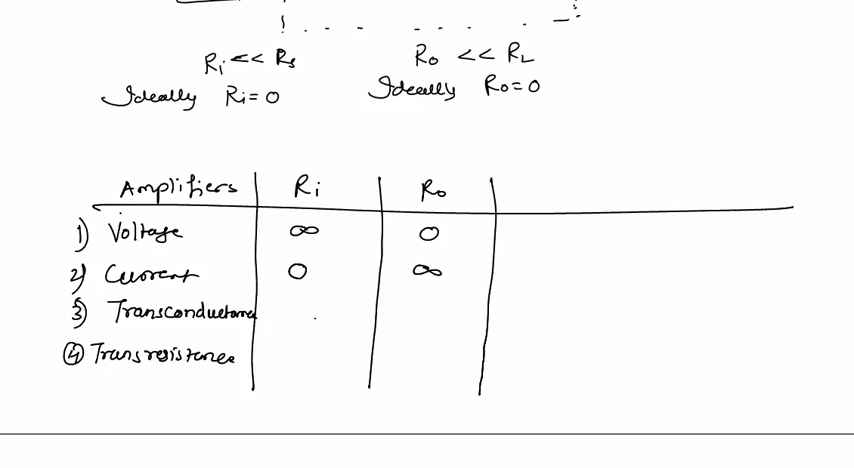 Ri << Rs Ro << RL
Ideally Ri = 0 Ideally Ro = 0
Amplifiers Ri Ro
1) Voltage ∞ 0
2) Current 0 ∞
3) Transconductance
④ Transresistance